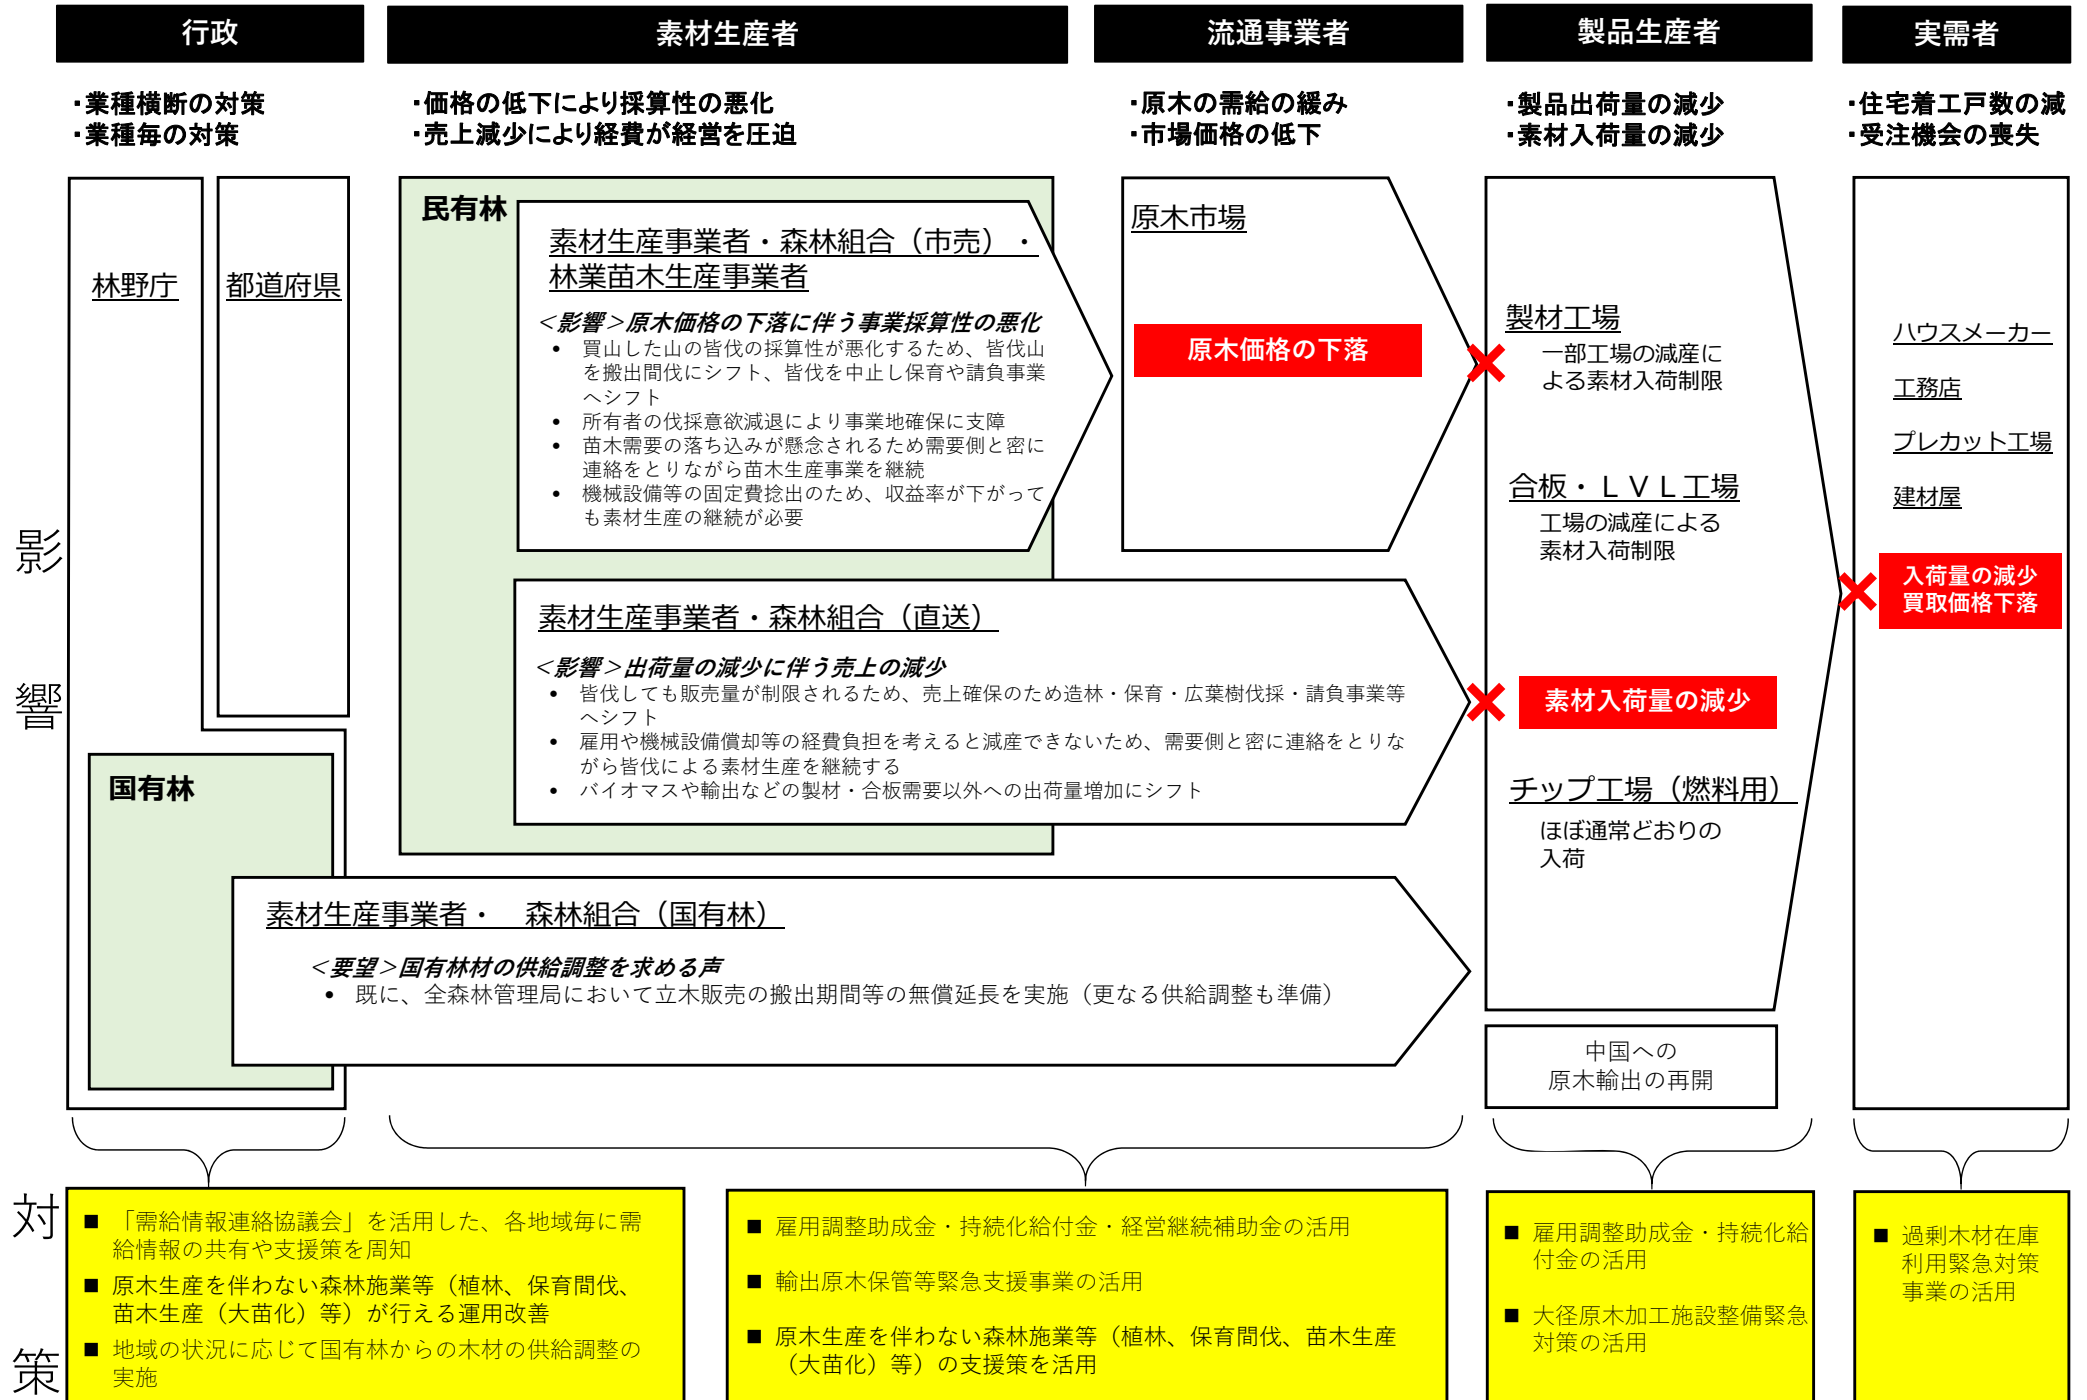 行政
素材生産者
流通事業者
製品生産者
実需者
・業種横断の対策
・業種毎の対策
・価格の低下により採算性の悪化
・売上減少により経費が経営を圧迫
・原木の需給の緩み
・市場価格の低下
・製品出荷量の減少
・素材入荷量の減少
・住宅着工戸数の減
・受注機会の喪失
影
響
林野庁
都道府県
国有林
民有林
素材生産事業者・森林組合（市売）・
林業苗木生産事業者
＜影響＞原木価格の下落に伴う事業採算性の悪化
• 買山した山の皆伐の採算性が悪化するため、皆伐山
を搬出間伐にシフト、皆伐を中止し保育や請負事業
へシフト
• 所有者の伐採意欲減退により事業地確保に支障
• 苗木需要の落ち込みが懸念されるため需要側と密に
連絡をとりながら苗木生産事業を継続
• 機械設備等の固定費捻出のため、収益率が下がって
も素材生産の継続が必要
素材生産事業者・森林組合（直送）
＜影響＞出荷量の減少に伴う売上の減少
• 皆伐しても販売量が制限されるため、売上確保のため造林・保育・広葉樹伐採・請負事業等
へシフト
• 雇用や機械設備償却等の経費負担を考えると減産できないため、需要側と密に連絡をとりな
がら皆伐による素材生産を継続する
• バイオマスや輸出などの製材・合板需要以外への出荷量増加にシフト
素材生産事業者・　森林組合（国有林）
＜要望＞国有林材の供給調整を求める声
• 既に、全森林管理局において立木販売の搬出期間等の無償延長を実施（更なる供給調整も準備）
原木市場
原木価格の下落
製材工場
一部工場の減産に
よる素材入荷制限
合板・ＬＶＬ工場
工場の減産による
素材入荷制限
素材入荷量の減少
チップ工場（燃料用）
ほぼ通常どおりの
入荷
中国への
原木輸出の再開
ハウスメーカー
工務店
プレカット工場
建材屋
入荷量の減少
買取価格下落
対
策
■ 「需給情報連絡協議会」を活用した、各地域毎に需
給情報の共有や支援策を周知
■ 原木生産を伴わない森林施業等（植林、保育間伐、
苗木生産（大苗化）等）が行える運用改善
■ 地域の状況に応じて国有林からの木材の供給調整の
実施
■ 雇用調整助成金・持続化給付金・経営継続補助金の活用
■ 輸出原木保管等緊急支援事業の活用
■ 原木生産を伴わない森林施業等（植林、保育間伐、苗木生産
（大苗化）等）の支援策を活用
■ 雇用調整助成金・持続化給
付金の活用
■ 大径原木加工施設整備緊急
対策の活用
■ 過剰木材在庫
利用緊急対策
事業の活用